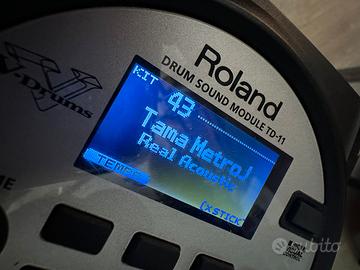 Roland
DRUM SOUND MODULE TD-11
V-Drums
KIT
43
Tama MetroJ
Real Acoustic
TEMPO
[XSTICK]
subito